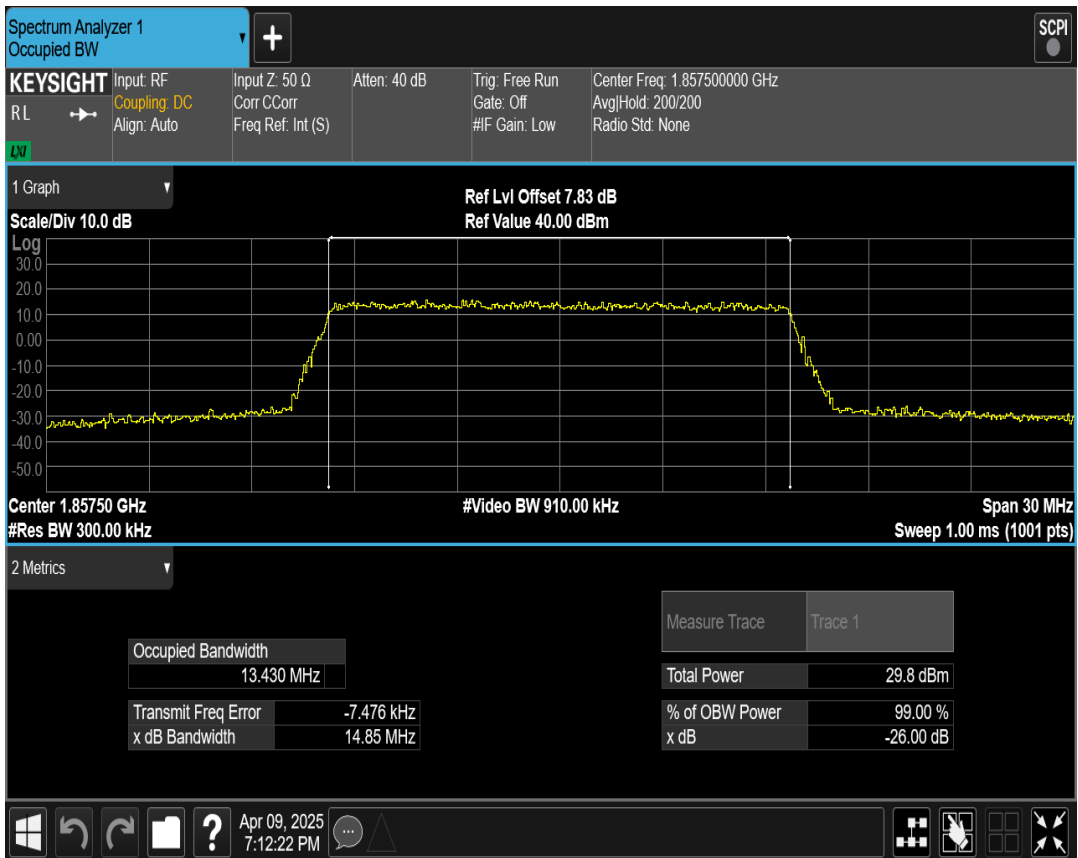 Spectrum Analyzer 1
Occupied BW
+
SCPI
KEYSIGHT
RL
LXI
Input: RF
Coupling: DC
Align: Auto
Input Z: 50 Ω
Corr CCorr
Freq Ref: Int (S)
Atten: 40 dB
Trig: Free Run
Gate: Off
#IF Gain: Low
Center Freq: 1.857500000 GHz
Avg|Hold: 200/200
Radio Std: None
1 Graph
Scale/Div 10.0 dB
Ref Lvl Offset 7.83 dB
Ref Value 40.00 dBm
Log
30.0
20.0
10.0
0.00
-10.0
-20.0
-30.0
-40.0
-50.0
Center 1.85750 GHz
#Video BW 910.00 kHz
Span 30 MHz
#Res BW 300.00 kHz
Sweep 1.00 ms (1001 pts)
2 Metrics
Measure Trace Trace 1
Occupied Bandwidth
13.430 MHz
Total Power 29.8 dBm
Transmit Freq Error -7.476 kHz
% of OBW Power 99.00 %
x dB Bandwidth 14.85 MHz
x dB -26.00 dB
?
Apr 09, 2025
7:12:22 PM